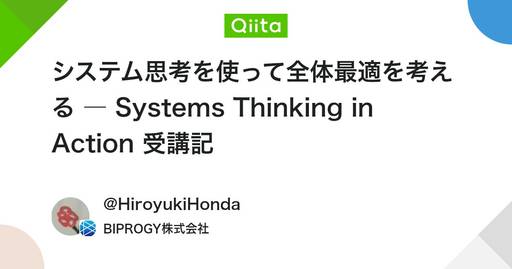 Qiita
システム思考を使って全体最適を考え
る ― Systems Thinking in
Action 受講記
@HiroyukiHonda
BIPROGY株式会社